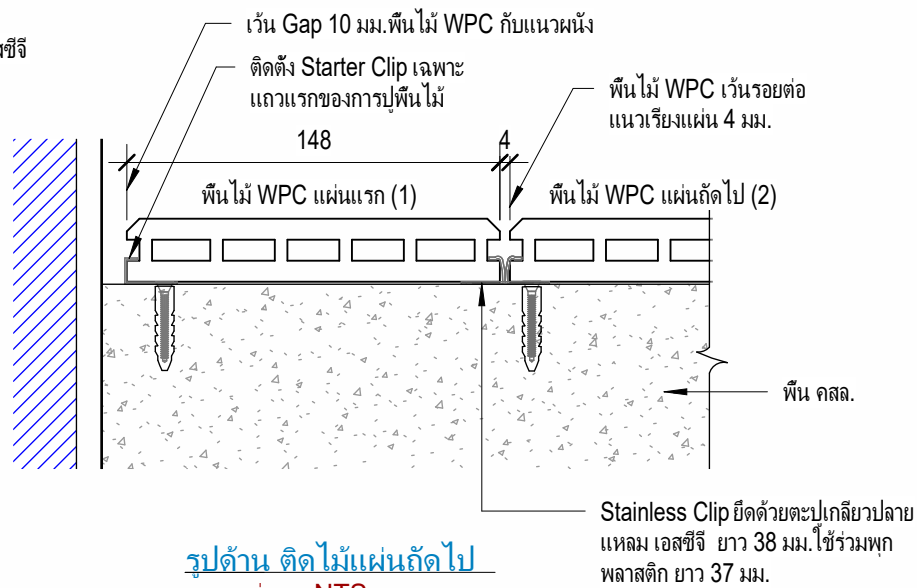 เว้น Gap 10 มม.พื้นไม้ WPC กับแนวผนัง
สซีจี
ติดตั้ง Starter Clip เฉพาะ
แถวแรกของการปูพื้นไม้
พื้นไม้ WPC เว้นรอยต่อ
แนวเรียงแผ่น 4 มม.
148
4
พื้นไม้ WPC แผ่นแรก (1)
พื้นไม้ WPC แผ่นถัดไป (2)
พื้น คสล.
Stainless Clip ยึดด้วยตะปูเกลียวปลาย
แหลม เอสซีจี ยาว 38 มม.ใช้ร่วมพุก
พลาสติก ยาว 37 มม.
รูปด้าน ติดไม้แผ่นถัดไป
NTS